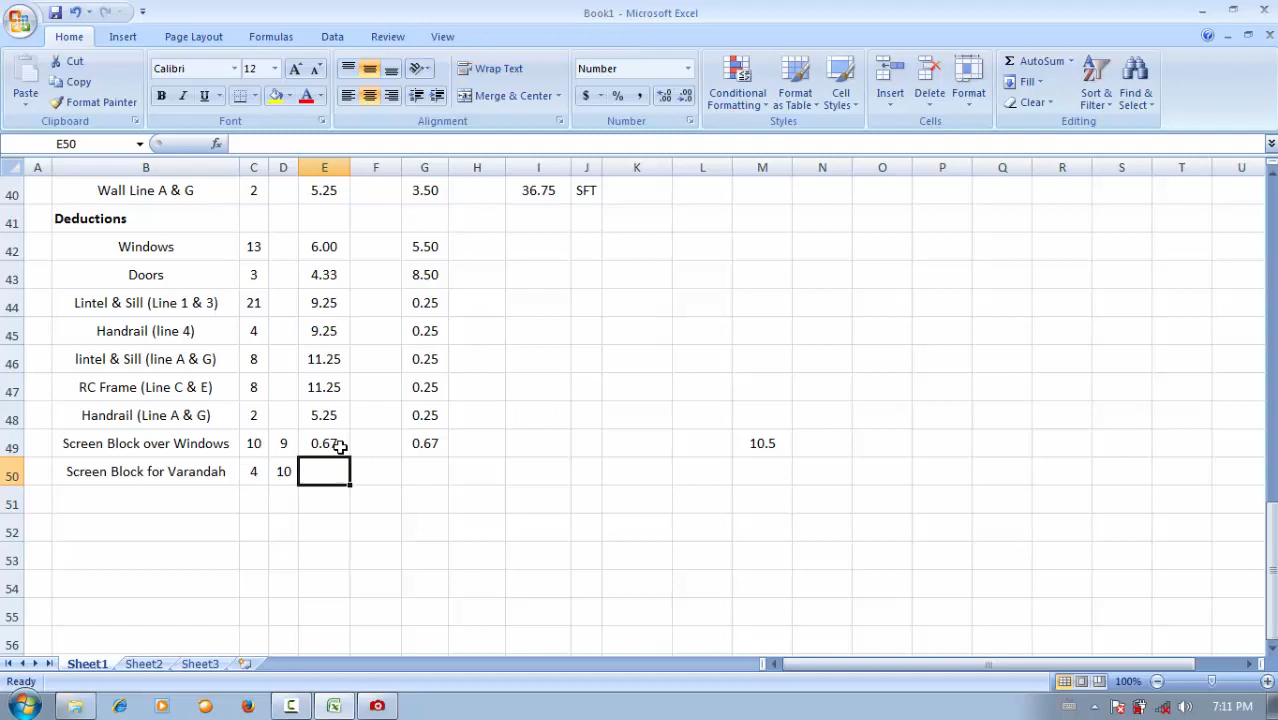 Book1 - Microsoft Excel
Home Insert Page Layout Formulas Data Review View
Cut
Copy
Format Painter
Paste
Clipboard
Calibri 12
B I U
Font
Wrap Text
Merge & Center
Alignment
Number
$ % ,
Number
Conditional Formatting
Format as Table
Cell Styles
Styles
Insert Delete Format
Cells
AutoSum
Fill
Clear
Sort & Filter
Find & Select
Editing
E50
A B C D E F G H I J K L M N O P Q R S T U
40 Wall Line A & G 2 5.25 3.50 36.75 SFT
41 Deductions
42 Windows 13 6.00 5.50
43 Doors 3 4.33 8.50
44 Lintel & Sill (Line 1 & 3) 21 9.25 0.25
45 Handrail (line 4) 4 9.25 0.25
46 lintel & Sill (line A & G) 8 11.25 0.25
47 RC Frame (Line C & E) 8 11.25 0.25
48 Handrail (Line A & G) 2 5.25 0.25
49 Screen Block over Windows 10 9 0.67 0.67 10.5
50 Screen Block for Varandah 4 10
51
52
53
54
55
56
Sheet1 Sheet2 Sheet3
Ready 100%
7:11 PM